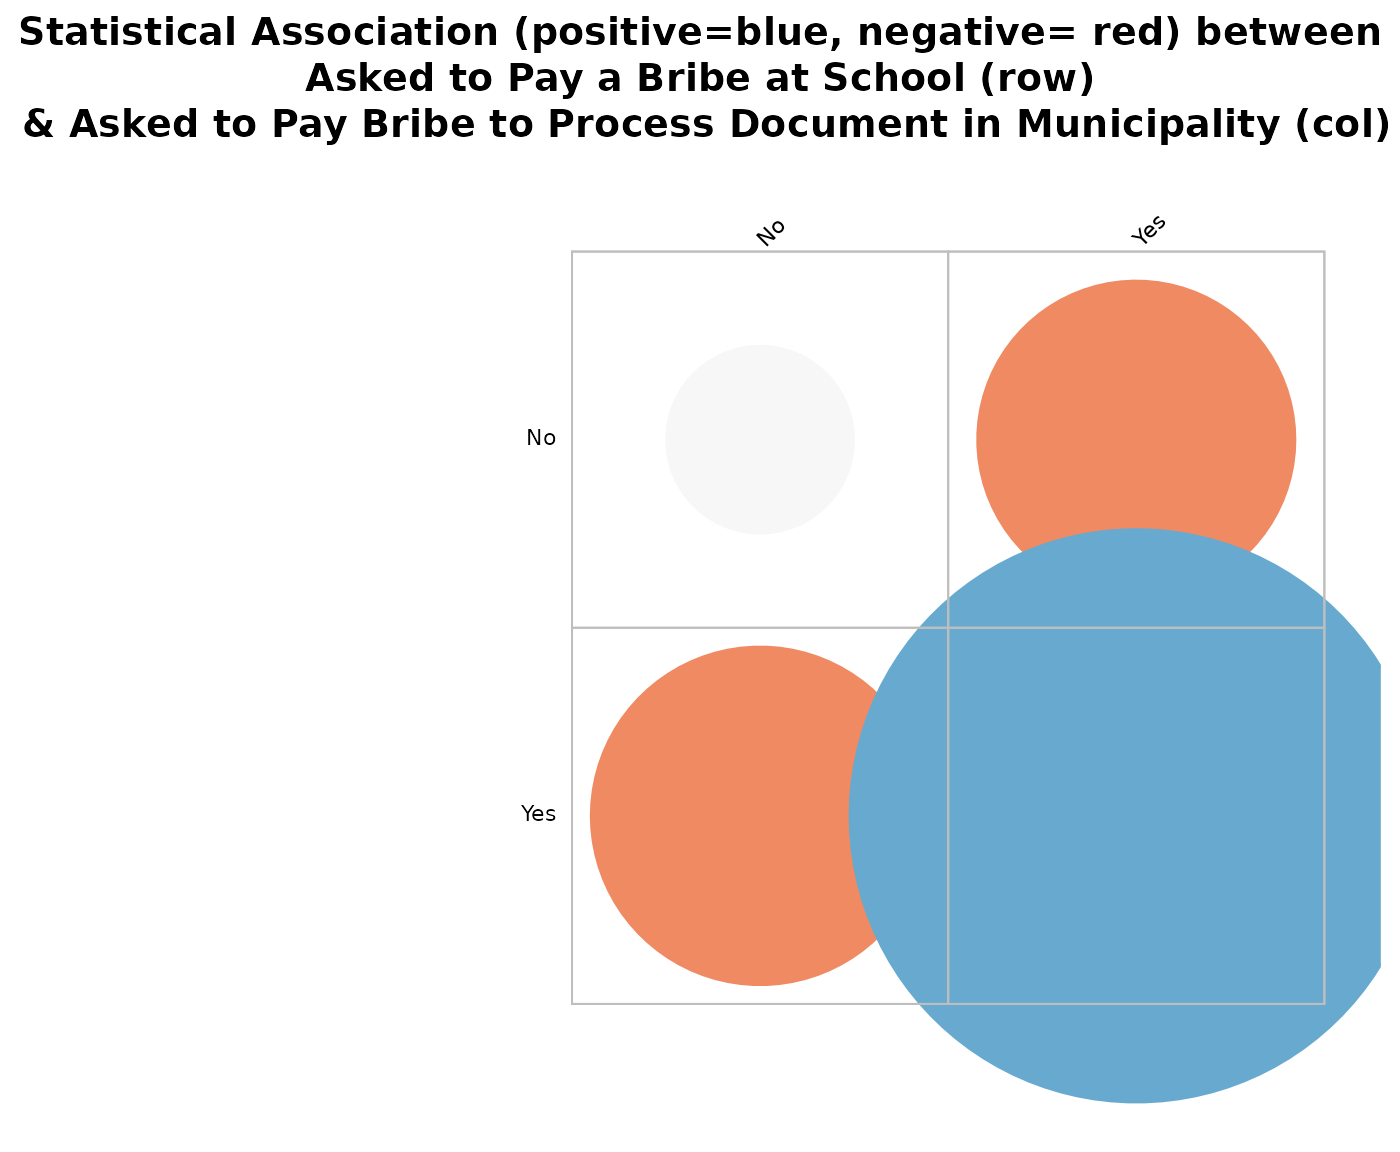 Statistical Association (positive=blue, negative= red) between
Asked to Pay a Bribe at School (row)
& Asked to Pay Bribe to Process Document in Municipality (col)
No
Yes
No
Yes